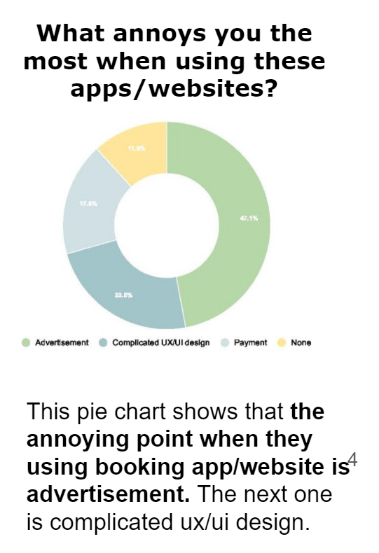 What annoys you the
most when using these
apps/websites?
11.8%
47.1%
17.6%
23.5%
Advertisement Complicated UX/UI design Payment None
This pie chart shows that the
annoying point when they
using booking app/website is
4
advertisement. The next one
is complicated ux/ui design.